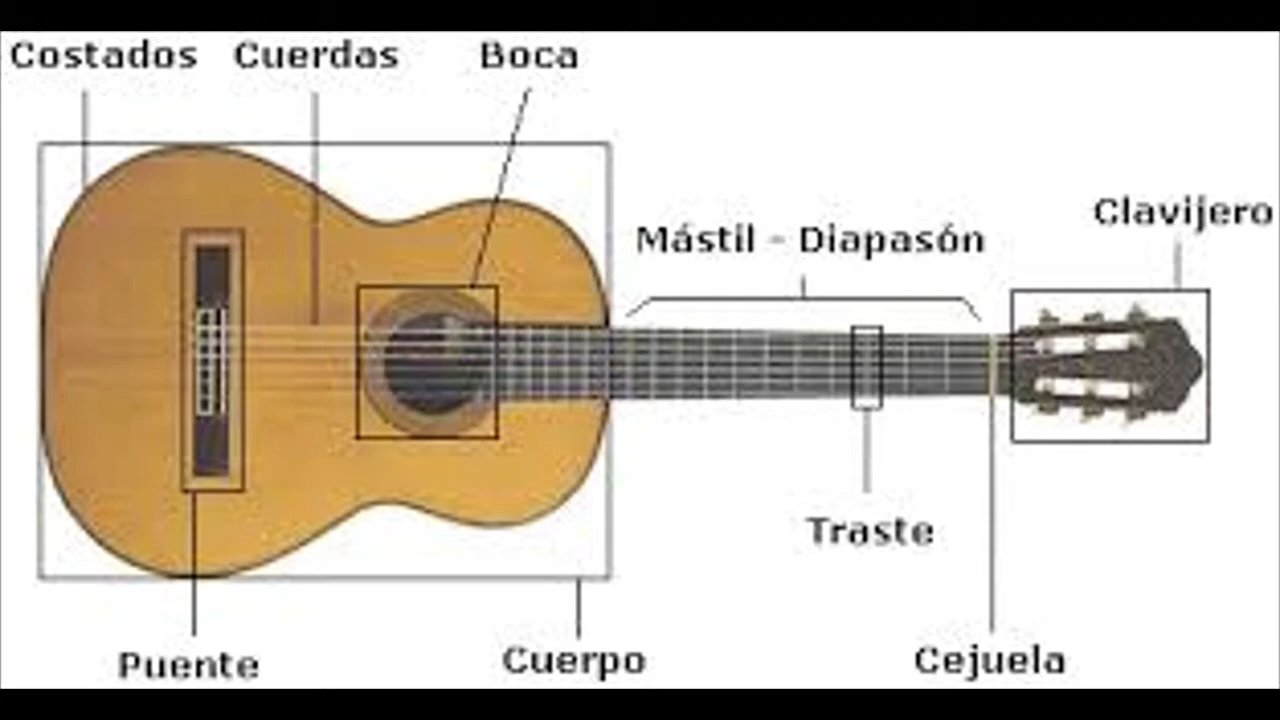 Costados Cuerdas Boca
Clavijero
Mástil - Diapasón
Traste
Puente Cuerpo Cejuela